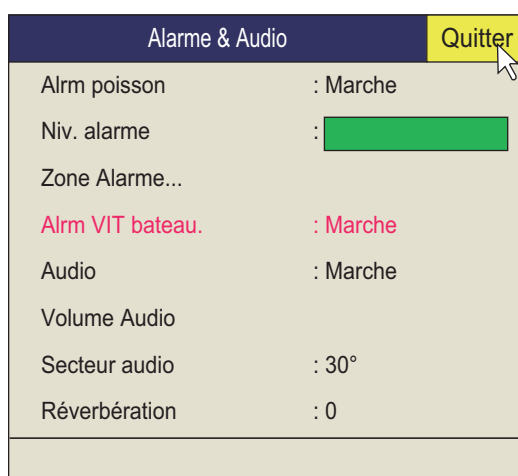 Alarme & Audio Quitter
Alrm poisson : Marche
Niv. alarme :
Zone Alarme...
Alrm VIT bateau. : Marche
Audio : Marche
Volume Audio
Secteur audio : 30°
Réverbération : 0